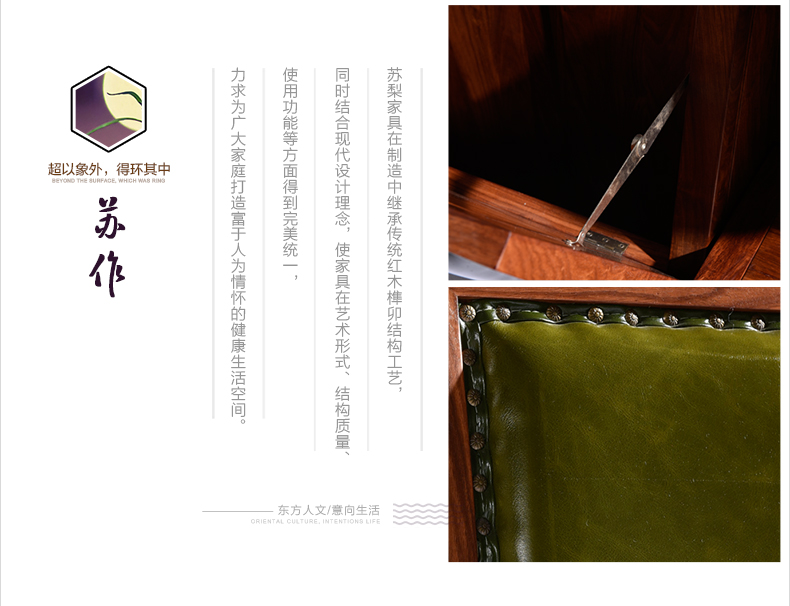 超以象外，得环其中
BEYOND THE SURFACE, WHICH WAS RING
苏作
苏梨家具在制造中继承传统红木榫卯结构工艺，
同时结合现代设计理念，使家具在艺术形式、结构质量、
使用功能等方面得到完美统一，
力求为广大家庭打造富于人为情怀的健康生活空间。
东方人文/意向生活
ORIENTAL CULTURE, INTENTIONS LIFE